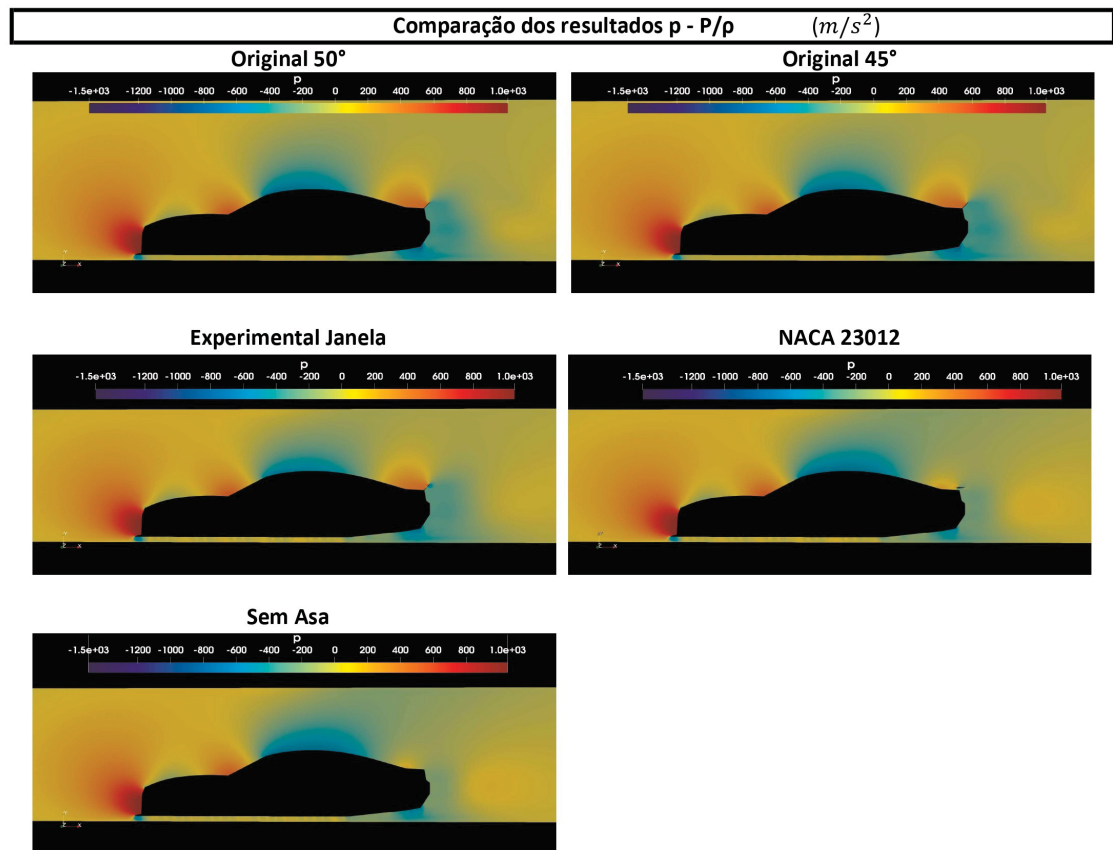 Comparação dos resultados p - P/ρ (m/s²)
Original 50°
Original 45°
p
-1.5e+03 -1200 -1000 -800 -600 -400 -200 0 200 400 600 800 1.0e+03
p
-1.5e+03 -1200 -1000 -800 -600 -400 -200 0 200 400 600 800 1.0e+03
Experimental Janela
NACA 23012
p
-1.5e+03 -1200 -1000 -800 -600 -400 -200 0 200 400 600 800 1.0e+03
p
-1.5e+03 -1200 -1000 -800 -600 -400 -200 0 200 400 600 800 1.0e+03
Sem Asa
p
-1.5e+03 -1200 -1000 -800 -600 -400 -200 0 200 400 600 800 1.0e+03